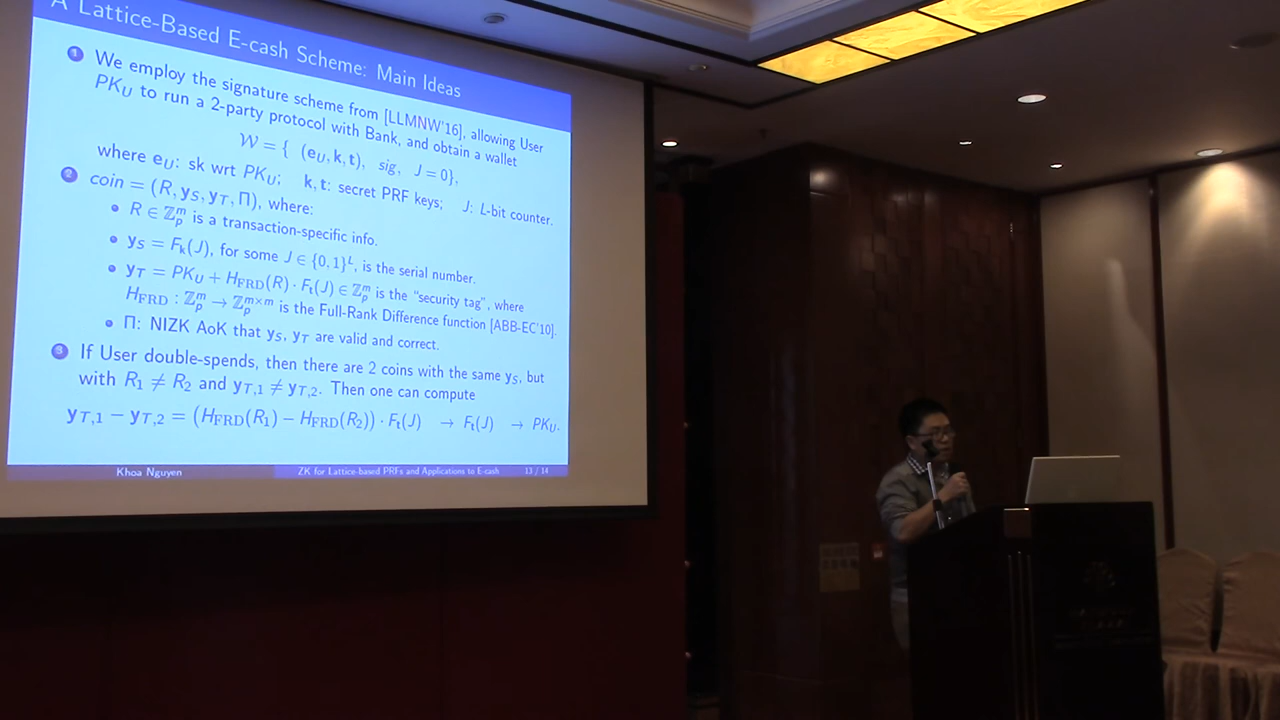 A Lattice-Based E-cash Scheme: Main Ideas
1 We employ the signature scheme from [LLMNW'16], allowing User
PK_U to run a 2-party protocol with Bank, and obtain a wallet
𝒲 = { (e_U, k, t), sig, J = 0},
where e_U: sk wrt PK_U; k, t: secret PRF keys; J: L-bit counter.
2 coin = (R, y_S, y_T, Π), where:
• R ∈ ℤ_p^m is a transaction-specific info.
• y_S = F_k(J), for some J ∈ {0, 1}^L, is the serial number.
• y_T = PK_U + H_FRD(R) · F_t(J) ∈ ℤ_p^m is the "security tag", where
H_FRD : ℤ_p^m → ℤ_p^{m×m} is the Full-Rank Difference function [ABB-EC'10].
• Π: NIZK AoK that y_S, y_T are valid and correct.
3 If User double-spends, then there are 2 coins with the same y_S, but
with R_1 ≠ R_2 and y_{T,1} ≠ y_{T,2}. Then one can compute
y_{T,1} − y_{T,2} = (H_FRD(R_1) − H_FRD(R_2)) · F_t(J) → F_t(J) → PK_U.
Khoa Nguyen ZK for Lattice-based PRFs and Applications to E-cash 13 / 14